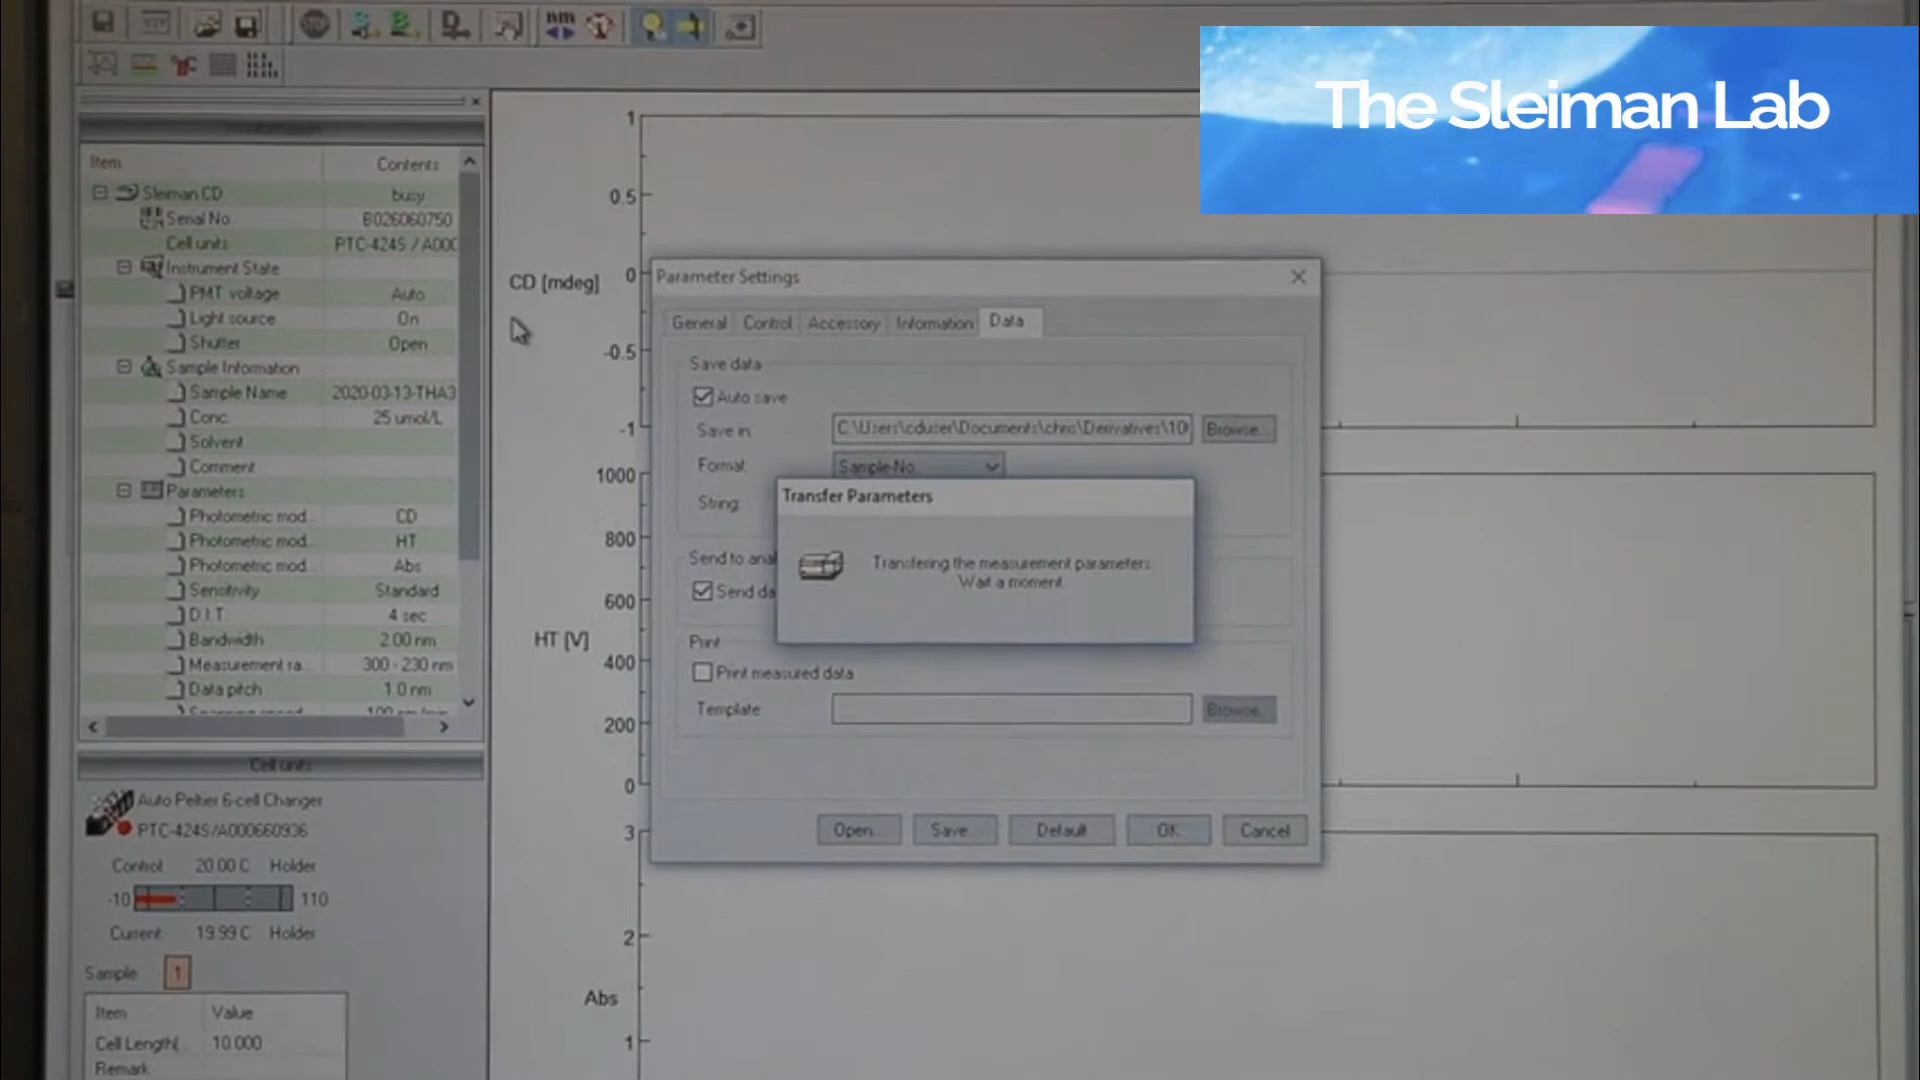 The Sleiman Lab
nm
Item Contents
Sleiman CD busy
Serial No. B026060750
Cell units PTC-424S / A000
Instrument State
PMT voltage Auto
Light source On
Shutter Open
Sample Information
Sample Name 2020-03-13-THA3
Conc. 25 umol/L
Solvent
Comment
Parameters
Photometric mod... CD
Photometric mod... HT
Photometric mod... Abs
Sensitivity Standard
D.I.T. 4 sec
Bandwidth 2.00 nm
Measurement ra... 300 - 230 nm
Data pitch 1.0 nm
Cell units
Auto Peltier 6-cell Changer
PTC-424S/A000660936
Control: 20.00 C Holder
-10 110
Current: 19.99 C Holder
Sample 1
Item Value
Cell Length(... 10.000
Remark
CD [mdeg]
1
0.5
0
-0.5
-1
HT [V]
1000
800
600
400
200
0
Abs
3
2
1
Parameter Settings
General Control Accessory Information Data
Save data
Auto save
Save in: C:\Users\cduser\Documents\chris\Derivatives\10 Browse...
Format: Sample-No.
String:
Send to anal
Send da
Print
Print measured data
Template: Browse...
Open... Save... Default OK Cancel
Transfer Parameters
Transfering the measurement parameters.
Wait a moment.